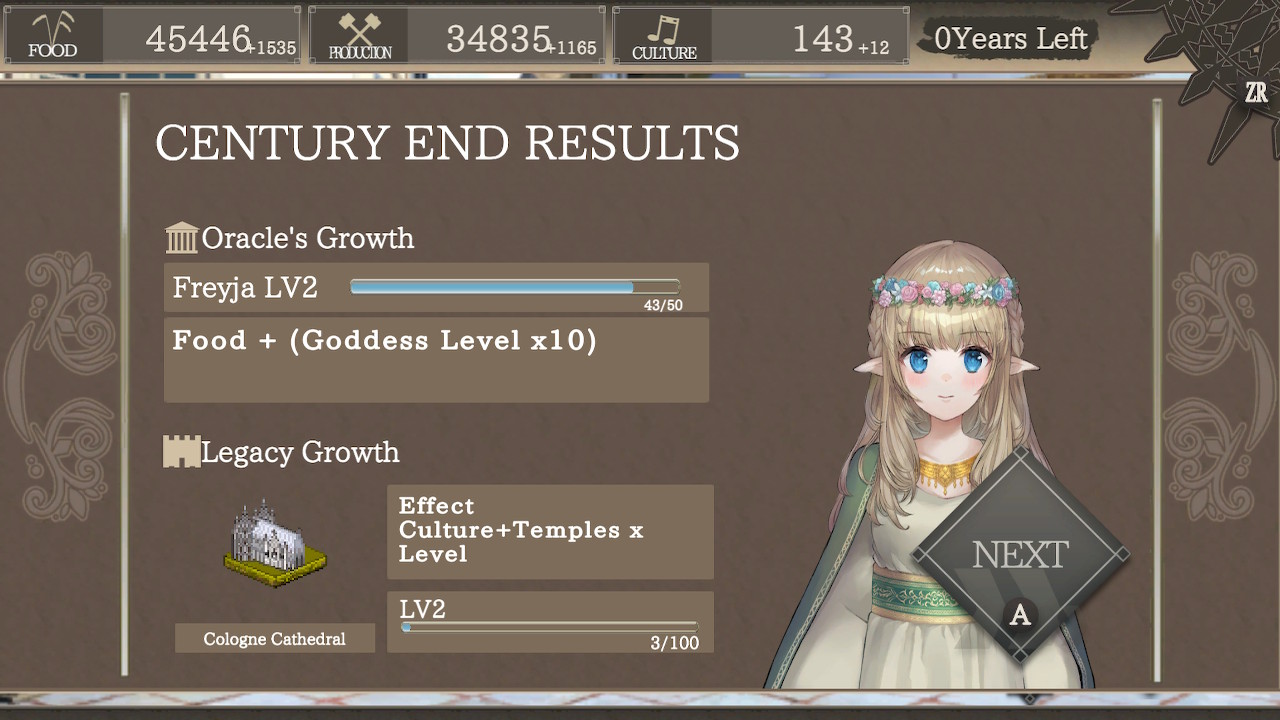 FOOD 45446+1535 PRODUCTION 34835+1165 CULTURE 143+12 0Years Left
ZR
CENTURY END RESULTS
Oracle's Growth
Freyja LV2
43/50
Food + (Goddess Level x10)
Legacy Growth
Effect
Culture+Temples x
Level
LV2
3/100
Cologne Cathedral
NEXT
A